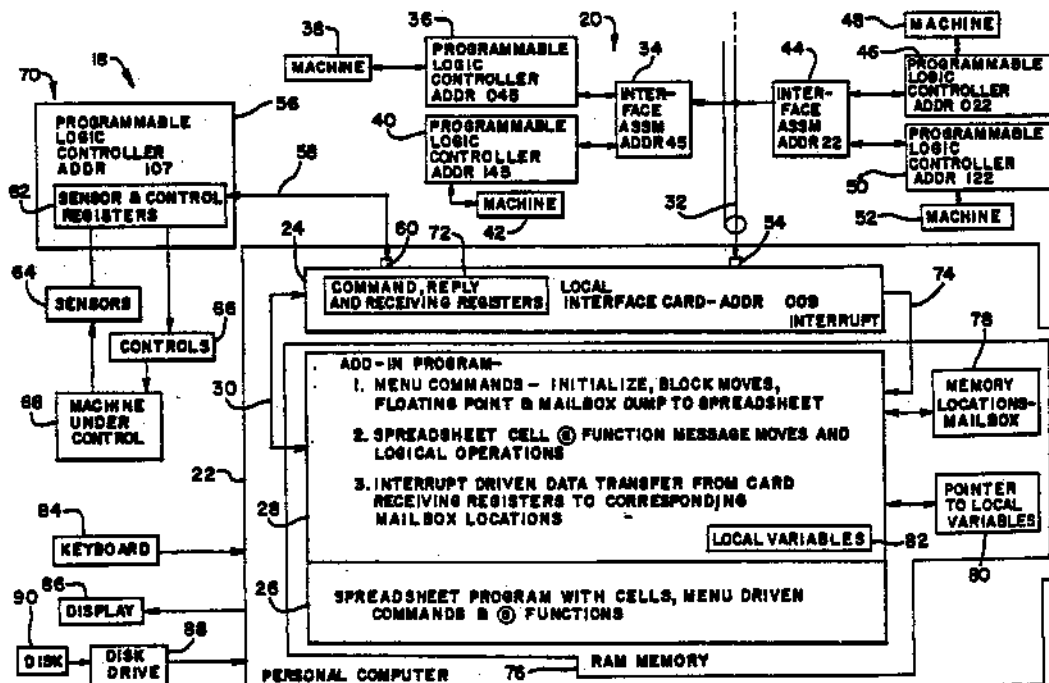 38
36
20
34
48
MACHINE
PROGRAMMABLE
LOGIC
CONTROLLER
ADDR 045
MACHINE
INTER-
FACE
ASSM
ADDR 45
44
INTER-
FACE
ASSM
ADDR 22
46
PROGRAMMABLE
LOGIC
CONTROLLER
ADDR 022
70
18
56
PROGRAMMABLE
LOGIC
CONTROLLER
ADDR 107
62
SENSOR & CONTROL
REGISTERS
58
40
PROGRAMMABLE
LOGIC
CONTROLLER
ADDR 145
MACHINE
42
32
PROGRAMMABLE
LOGIC
CONTROLLER
ADDR 122
50
52
MACHINE
24
60
72
54
74
COMMAND, REPLY
AND RECEIVING REGISTERS
LOCAL
INTERFACE CARD-ADDR 009
INTERRUPT
64
SENSORS
66
CONTROLS
68
MACHINE
UNDER
CONTROL
30
22
78
MEMORY
LOCATIONS-
MAILBOX
ADD-IN PROGRAM-
1. MENU COMMANDS - INITIALIZE, BLOCK MOVES,
FLOATING POINT & MAILBOX DUMP TO SPREADSHEET
2. SPREADSHEET CELL @ FUNCTION MESSAGE MOVES AND
LOGICAL OPERATIONS
3. INTERRUPT DRIVEN DATA TRANSFER FROM CARD
RECEIVING REGISTERS TO CORRESPONDING
MAILBOX LOCATIONS
28
LOCAL VARIABLES
82
POINTER
TO LOCAL
VARIABLES
80
84
KEYBOARD
86
DISPLAY
90
DISK
88
DISK
DRIVE
26
SPREADSHEET PROGRAM WITH CELLS, MENU DRIVEN
COMMANDS & @ FUNCTIONS
PERSONAL COMPUTER
76
RAM MEMORY